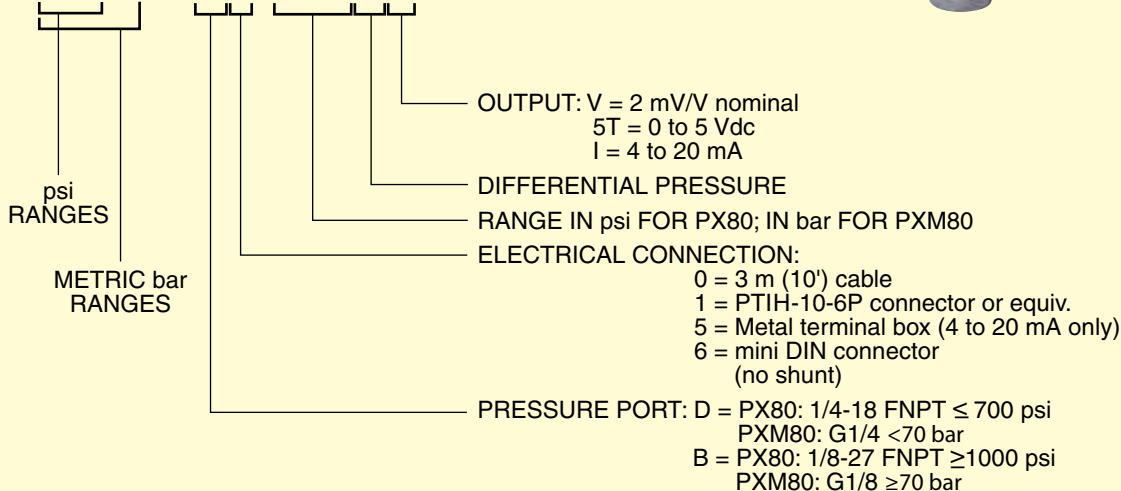 OUTPUT: V = 2 mV/V nominal
5T = 0 to 5 Vdc
I = 4 to 20 mA
DIFFERENTIAL PRESSURE
psi
RANGES
RANGE IN psi FOR PX80; IN bar FOR PXM80
ELECTRICAL CONNECTION:
METRIC bar
RANGES
0 = 3 m (10') cable
1 = PTIH-10-6P connector or equiv.
5 = Metal terminal box (4 to 20 mA only)
6 = mini DIN connector
(no shunt)
PRESSURE PORT: D = PX80: 1/4-18 FNPT ≤ 700 psi
PXM80: G1/4 <70 bar
B = PX80: 1/8-27 FNPT ≥1000 psi
PXM80: G1/8 ≥70 bar